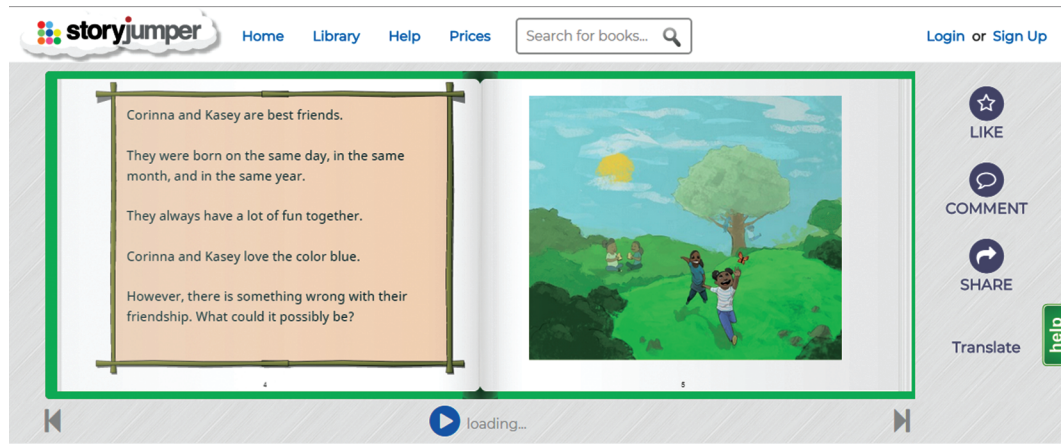 storyjumper
Home Library Help Prices Search for books... Login or Sign Up
Corinna and Kasey are best friends.
They were born on the same day, in the same
month, and in the same year.
They always have a lot of fun together.
Corinna and Kasey love the color blue.
However, there is something wrong with their
friendship. What could it possibly be?
4
5
LIKE
COMMENT
SHARE
Translate
help
loading...